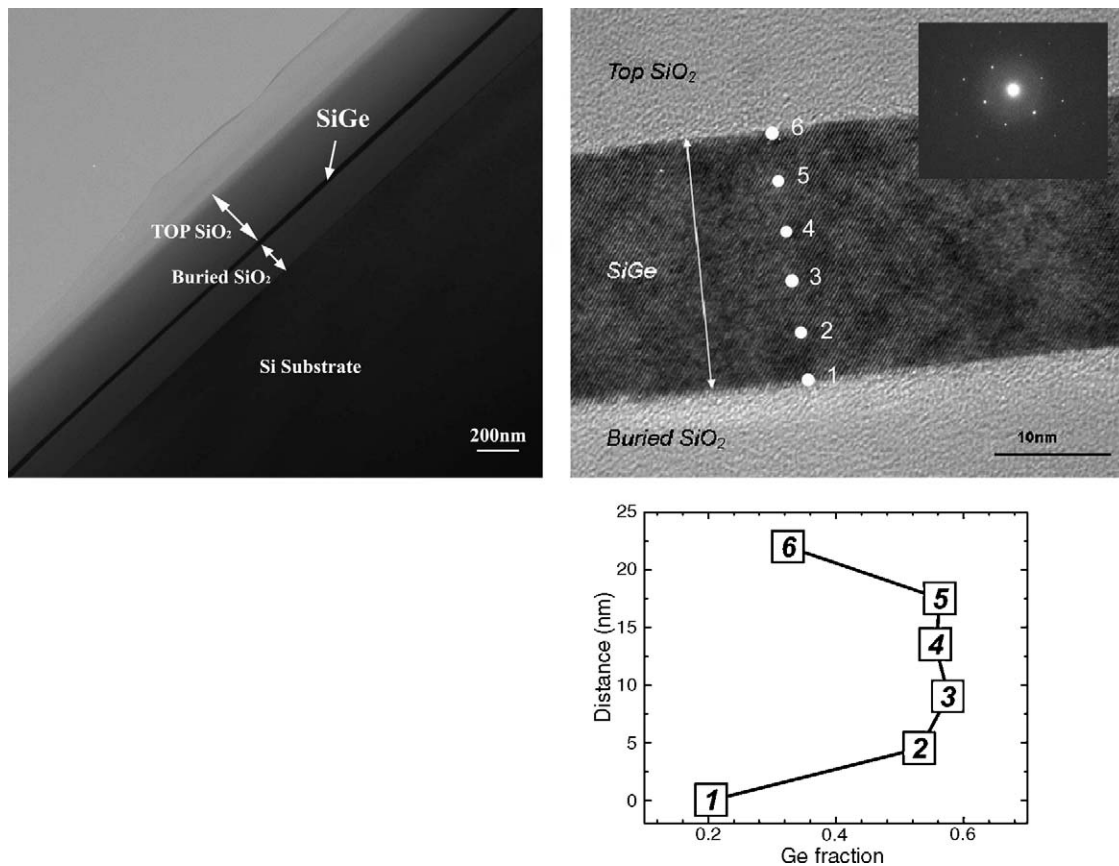 SiGe
TOP SiO₂
Buried SiO₂
Si Substrate
200nm
Top SiO₂
6
5
4
SiGe
3
2
1
Buried SiO₂
10nm
25
20
15
10
5
0
Distance (nm)
6
5
4
3
2
1
0.2 0.4 0.6
Ge fraction